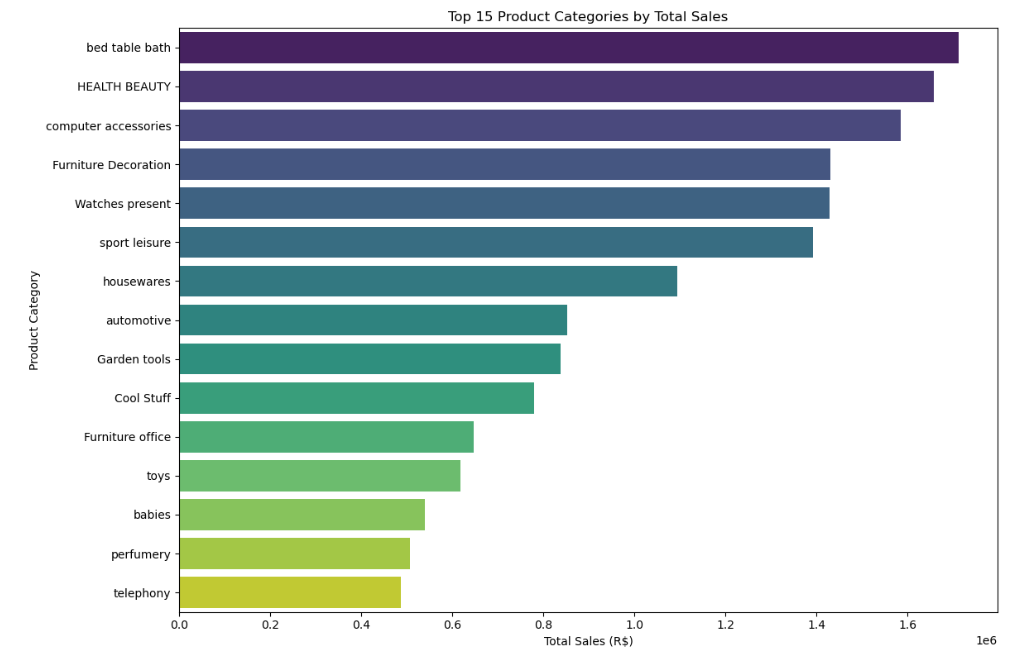 Top 15 Product Categories by Total Sales
bed table bath
HEALTH BEAUTY
computer accessories
Furniture Decoration
Watches present
sport leisure
housewares
automotive
Garden tools
Cool Stuff
Furniture office
toys
babies
perfumery
telephony
Product Category
0.0 0.2 0.4 0.6 0.8 1.0 1.2 1.4 1.6
1e6
Total Sales (R$)